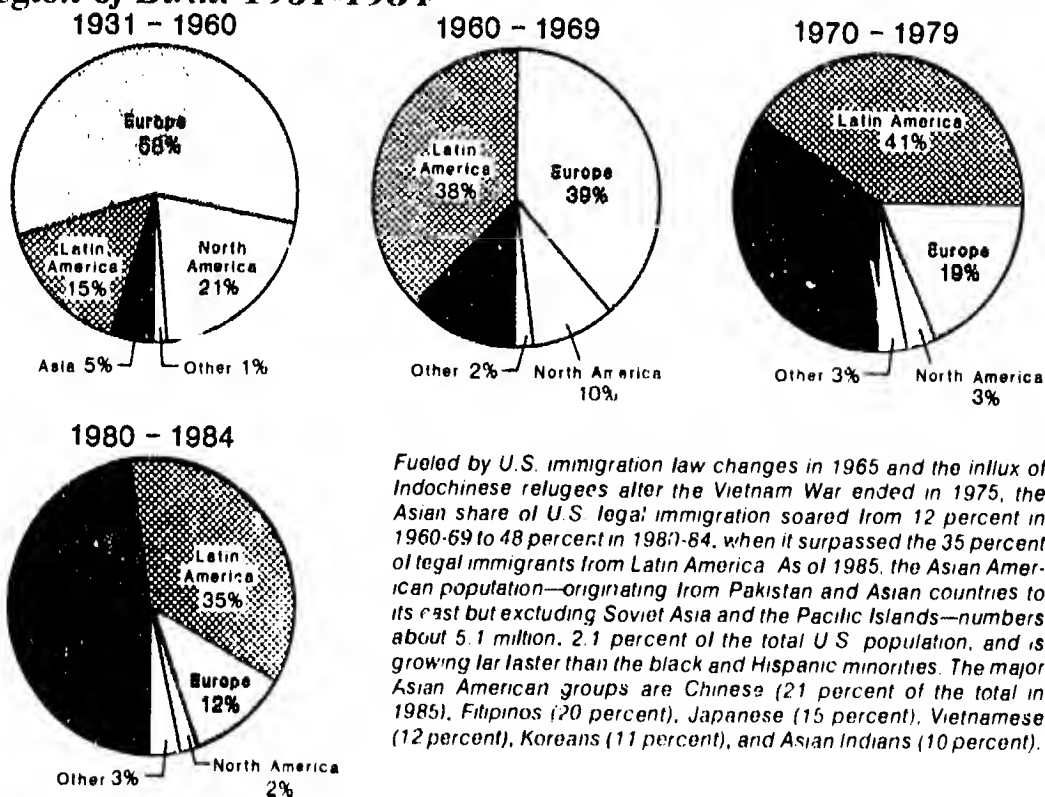 egion of Birth: 1931-1984
1931 - 1960
Europe
58%
Latin
America
15%
North
America
21%
Asia 5%
Other 1%
1960 - 1969
Latin
America
38%
Europe
39%
Other 2%
North America
10%
1970 - 1979
Latin America
41%
Europe
19%
Other 3%
North America
3%
1980 - 1984
Latin
America
35%
Europe
12%
Other 3%
North America
2%
Fueled by U.S. immigration law changes in 1965 and the influx of
Indochinese refugees after the Vietnam War ended in 1975, the
Asian share of U.S. legal immigration soared from 12 percent in
1960-69 to 48 percent in 1980-84, when it surpassed the 35 percent
of legal immigrants from Latin America. As of 1985, the Asian Amer-
ican population—originating from Pakistan and Asian countries to
its east but excluding Soviet Asia and the Pacific Islands—numbers
about 5.1 million, 2.1 percent of the total U.S. population, and is
growing far faster than the black and Hispanic minorities. The major
Asian American groups are Chinese (21 percent of the total in
1985), Filipinos (20 percent), Japanese (15 percent), Vietnamese
(12 percent), Koreans (11 percent), and Asian Indians (10 percent).